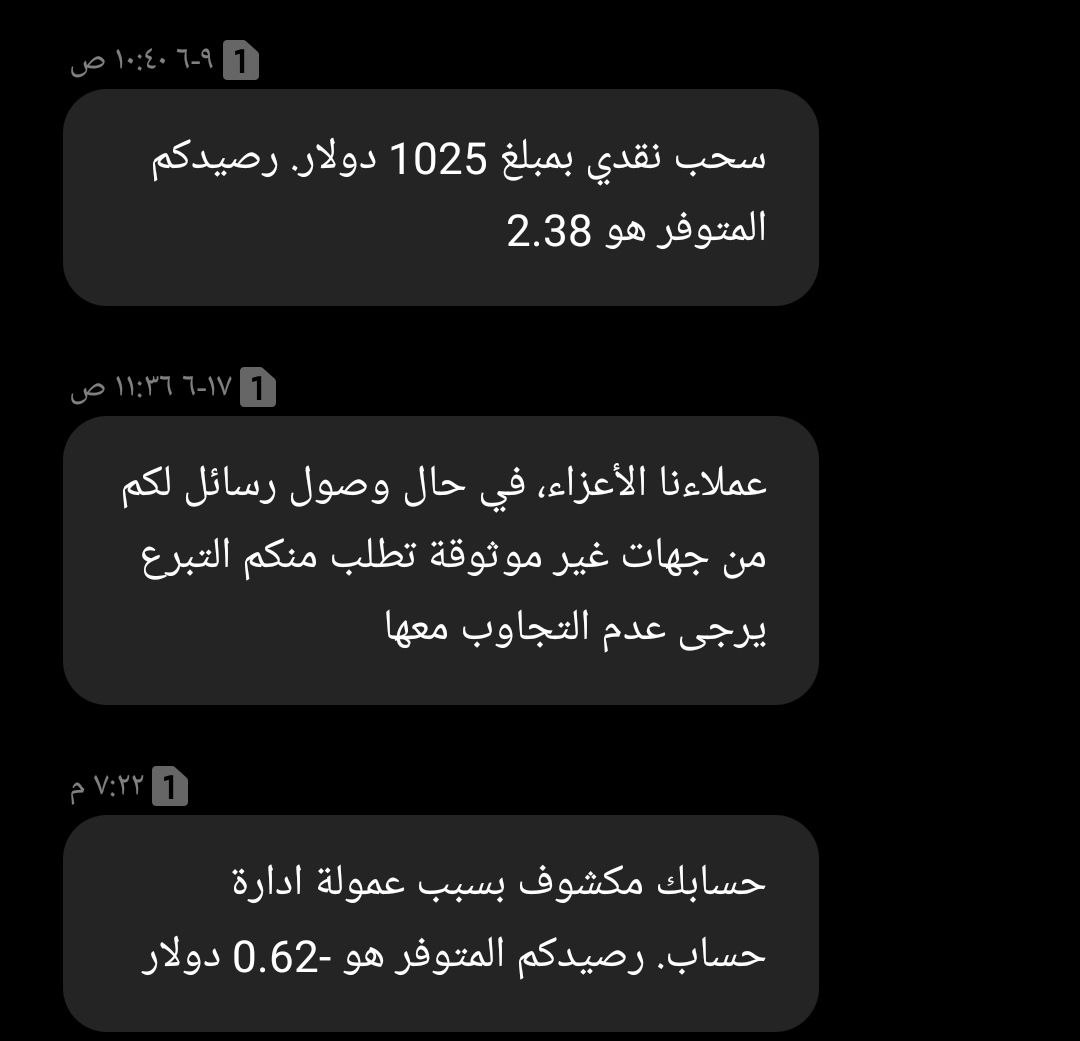 ٩-٦ ١٠:٤٠ ص
1
سحب نقدي بمبلغ 1025 دولار. رصيدكم
المتوفر هو 2.38
١٧-٦ ١١:٣٦ ص
1
عملاءنا الأعزاء، في حال وصول رسائل لكم
من جهات غير موثوقة تطلب منكم التبرع
يرجى عدم التجاوب معها
٧:٢٢ م
1
حسابك مكشوف بسبب عمولة ادارة
حساب. رصيدكم المتوفر هو -0.62 دولار